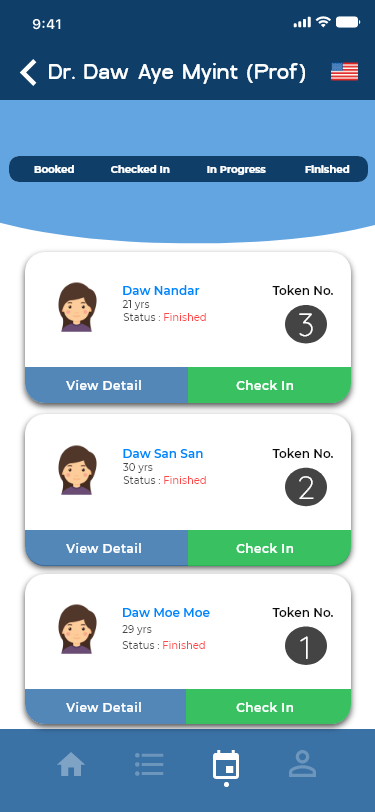 9:41
Dr. Daw Aye Myint (Prof)
Booked Checked In In Progress Finished
Daw Nandar
21 yrs
Status : Finished
Token No.
3
View Detail Check In
Daw San San
30 yrs
Status : Finished
Token No.
2
View Detail Check In
Daw Moe Moe
29 yrs
Status : Finished
Token No.
1
View Detail Check In